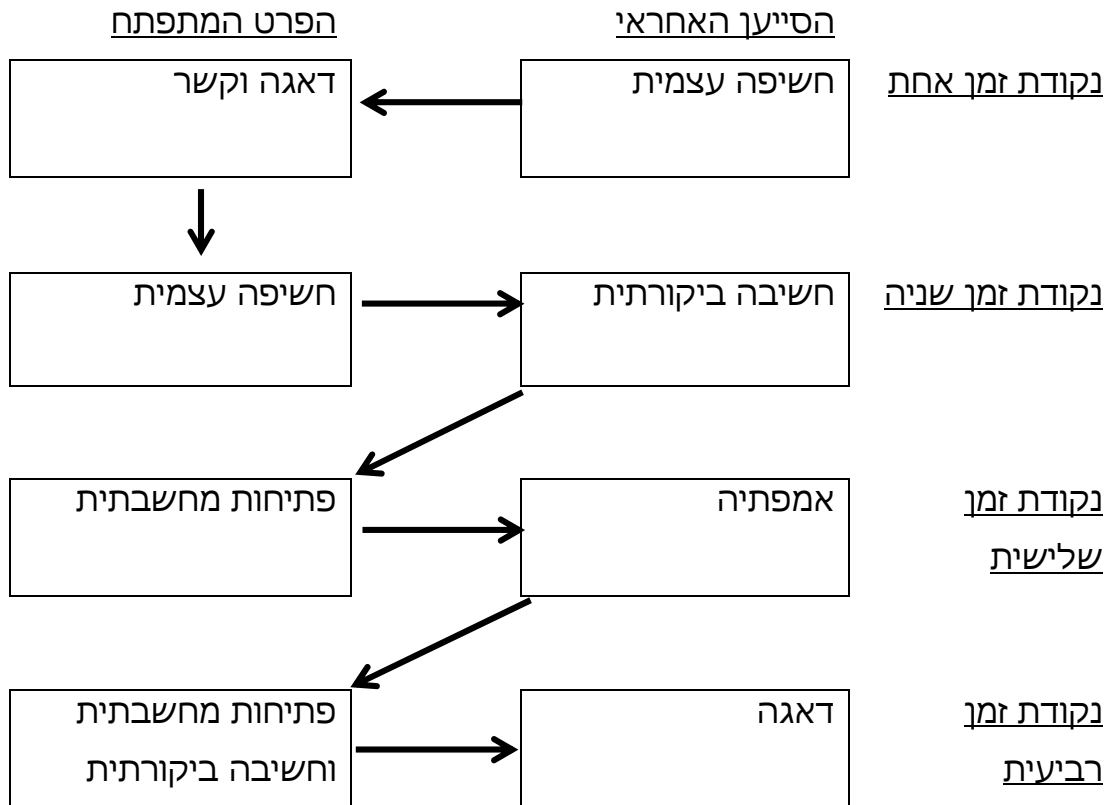 הסייען האחראי
הפרט המתפתח
נקודת זמן אחת
חשיפה עצמית
דאגה וקשר
נקודת זמן שניה
חשיבה ביקורתית
חשיפה עצמית
נקודת זמן
שלישית
אמפתיה
פתיחות מחשבתית
נקודת זמן
רביעית
דאגה
פתיחות מחשבתית
וחשיבה ביקורתית